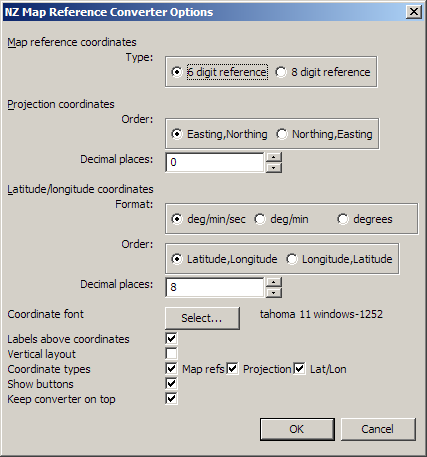 NZ Map Reference Converter Options
Map reference coordinates
Type:
6 digit reference 8 digit reference
Projection coordinates
Order:
Easting,Northing Northing,Easting
Decimal places: 0
Latitude/longitude coordinates
Format:
deg/min/sec deg/min degrees
Order:
Latitude,Longitude Longitude,Latitude
Decimal places: 8
Coordinate font Select... tahoma 11 windows-1252
Labels above coordinates
Vertical layout
Coordinate types Map refs Projection Lat/Lon
Show buttons
Keep converter on top
OK Cancel